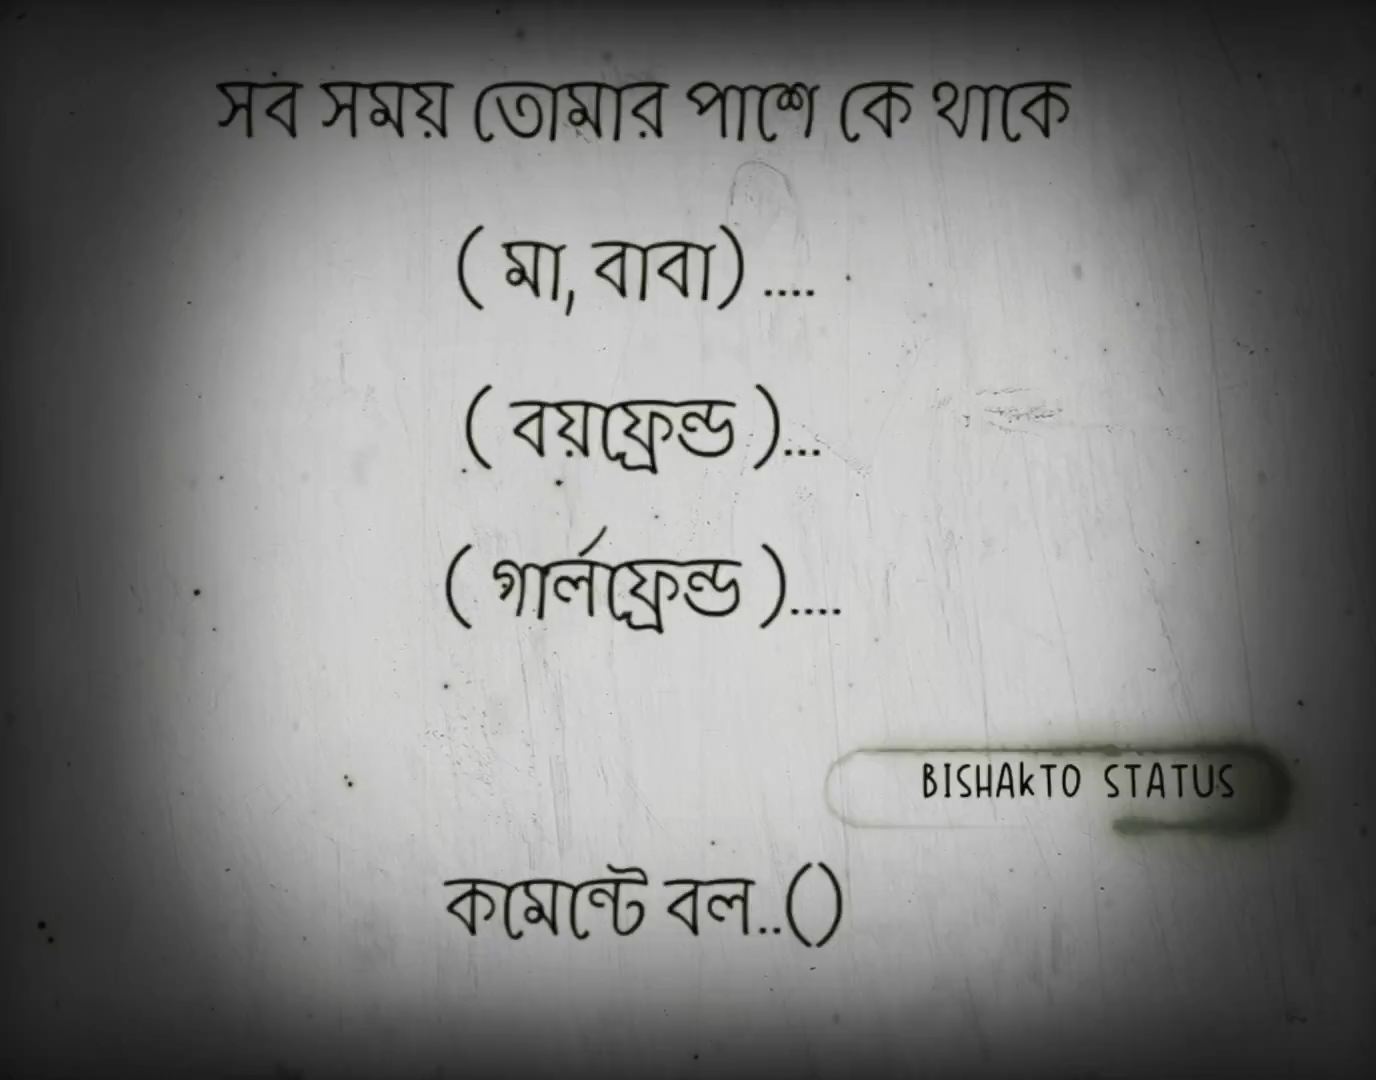 সব সময় তোমার পাশে কে থাকে
( মা, বাবা) ....
( বয়ফ্রেন্ড )...
( গার্লফ্রেন্ড )....
BISHAkTO STATUS
কমেন্টে বল..()